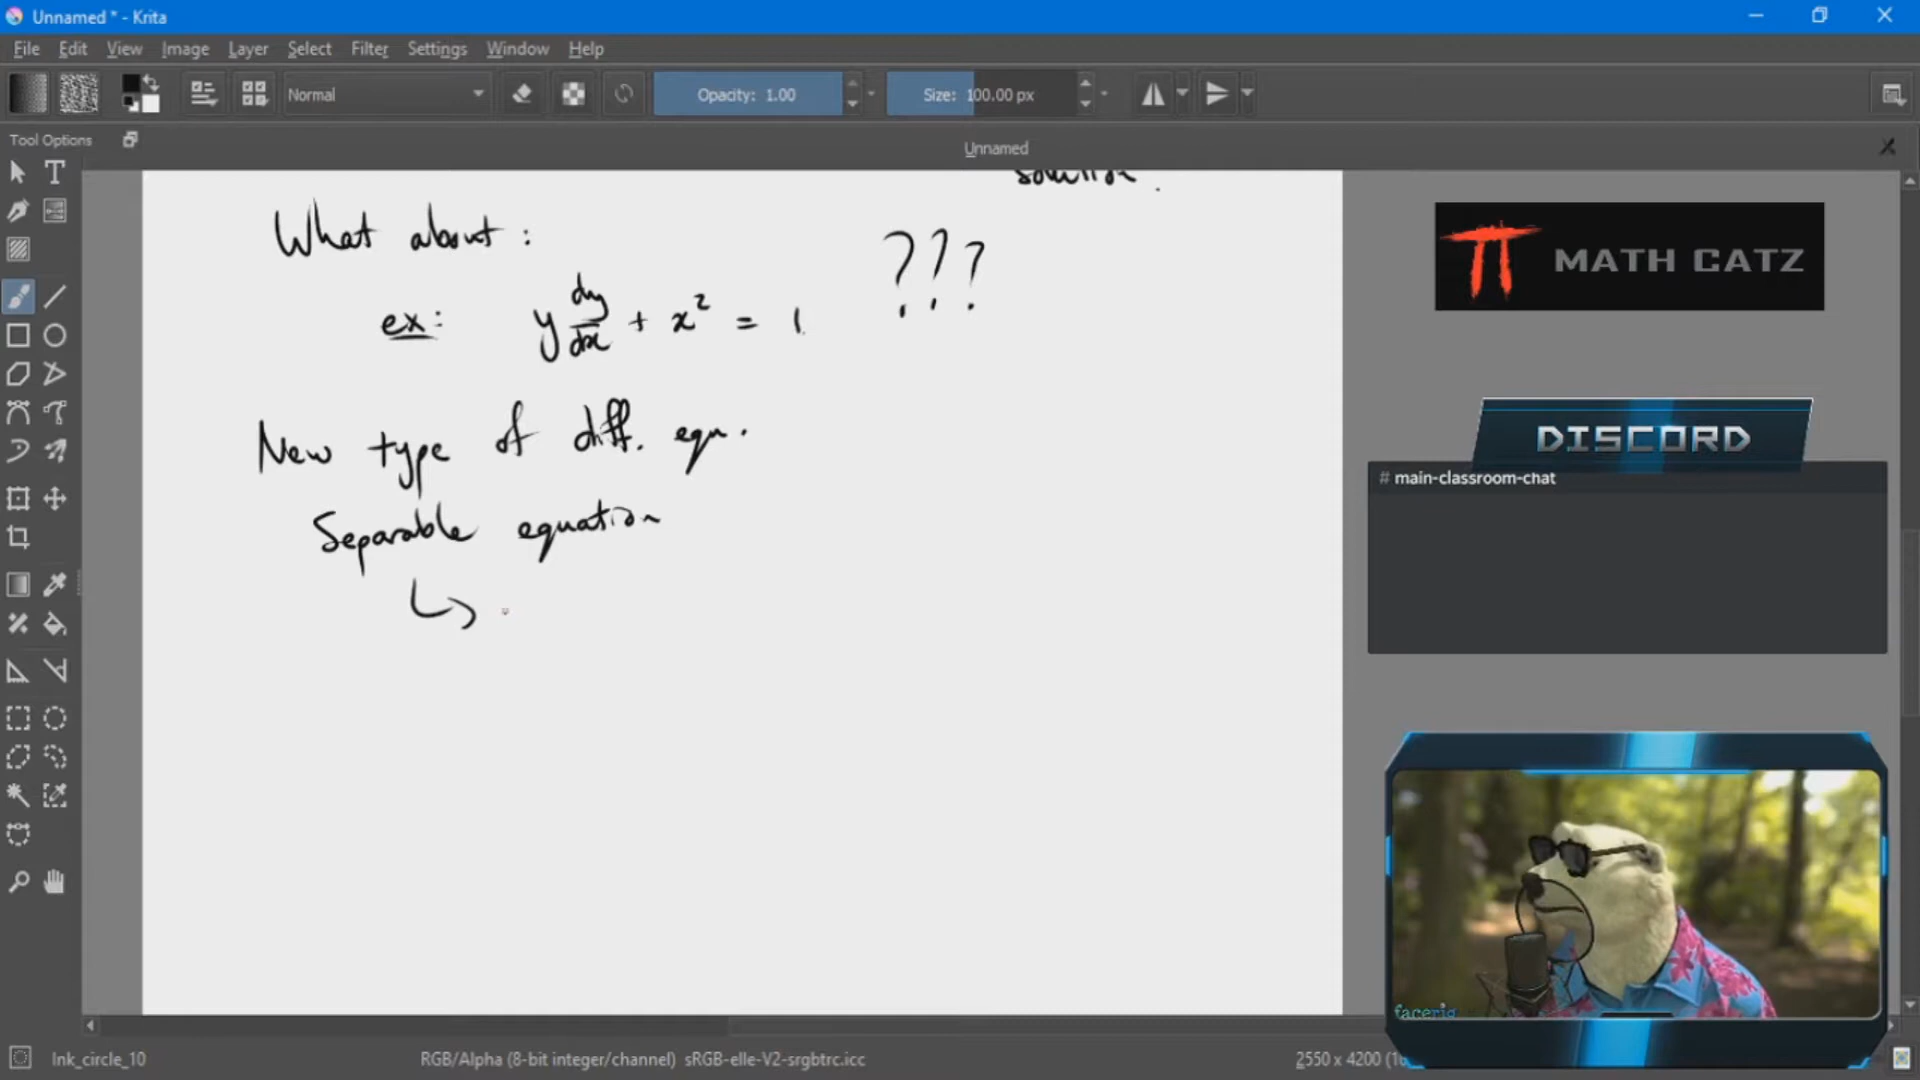 Unnamed * - Krita
File Edit View Image Layer Select Filter Settings Window Help
Normal
Opacity: 1.00
Size: 100.00 px
Tool Options
Unnamed
solution.
What about :
???
ex: y dy/dx + x² = 1
New type of diff. eqn.
Separable equation
MATH CATZ
DISCORD
# main-classroom-chat
facerig
Ink_circle_10
RGB/Alpha (8-bit integer/channel) sRGB-elle-V2-srgbtrc.icc
2550 x 4200